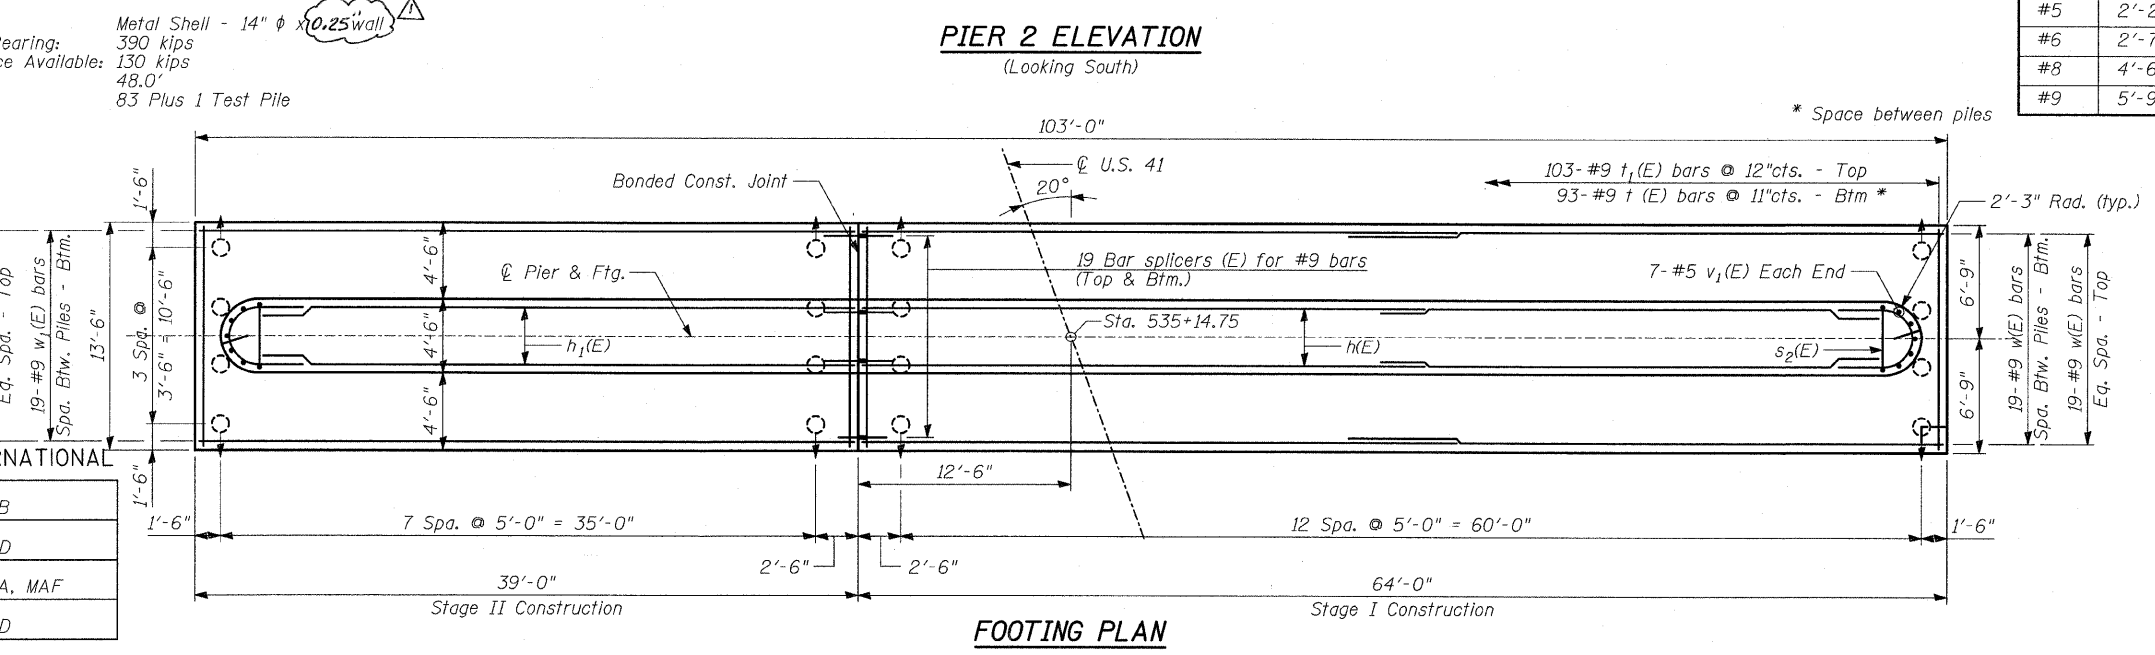 Metal Shell - 14" φ x 0.25" wall
earing: 390 kips
ce Available: 130 kips
48.0'
83 Plus 1 Test Pile
PIER 2 ELEVATION
(Looking South)
#5 2'-2
#6 2'-7
#8 4'-6
#9 5'-9
* Space between piles
103'-0"
℄ U.S. 41
20°
Bonded Const. Joint
103-#9 t1(E) bars @ 12"cts. - Top
93-#9 t (E) bars @ 11"cts. - Btm *
2'-3" Rad. (typ.)
1'-6"
Eq. Spa. - Top
19-#9 w1(E) bars
Spa. Btw. Piles - Btm.
13'-6"
3 Spa. @
3'-6" = 10'-6"
1'-6"
4'-6"
4'-6"
4'-6"
℄ Pier & Ftg.
19 Bar splicers (E) for #9 bars
(Top & Btm.)
7-#5 v1(E) Each End
Sta. 535+14.75
h1(E)
h(E)
s2(E)
6'-9"
6'-9"
19-#9 w(E) bars
Spa. Btw. Piles - Btm.
19-#9 w(E) bars
Eq. Spa. - Top
RNATIONAL
B
D
A, MAF
D
12'-6"
1'-6"
7 Spa. @ 5'-0" = 35'-0"
12 Spa. @ 5'-0" = 60'-0"
1'-6"
2'-6"
2'-6"
39'-0"
Stage II Construction
64'-0"
Stage I Construction
FOOTING PLAN